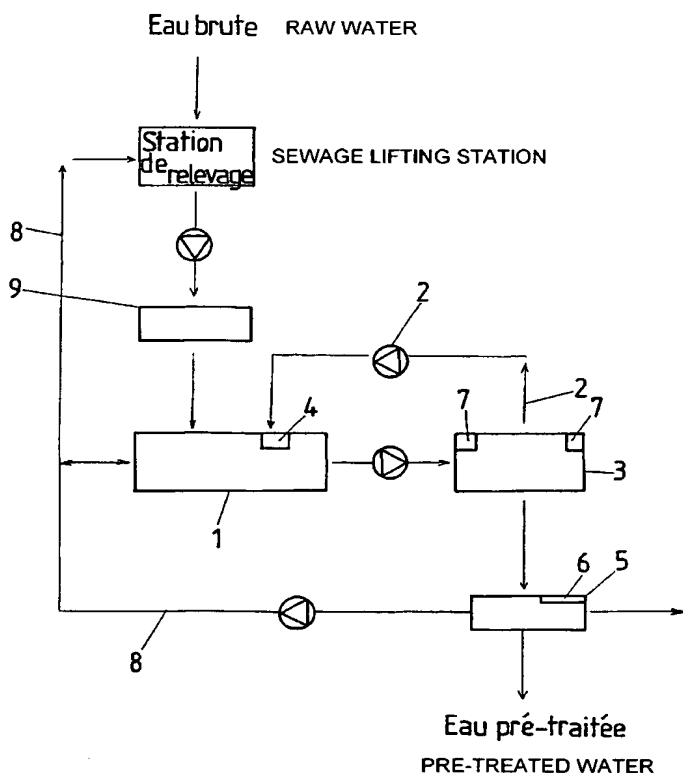 Eau brute RAW WATER
Station
de
relevage
SEWAGE LIFTING STATION
8
9
2
4
7
2
7
3
1
6
5
8
Eau pré-traitée
PRE-TREATED WATER